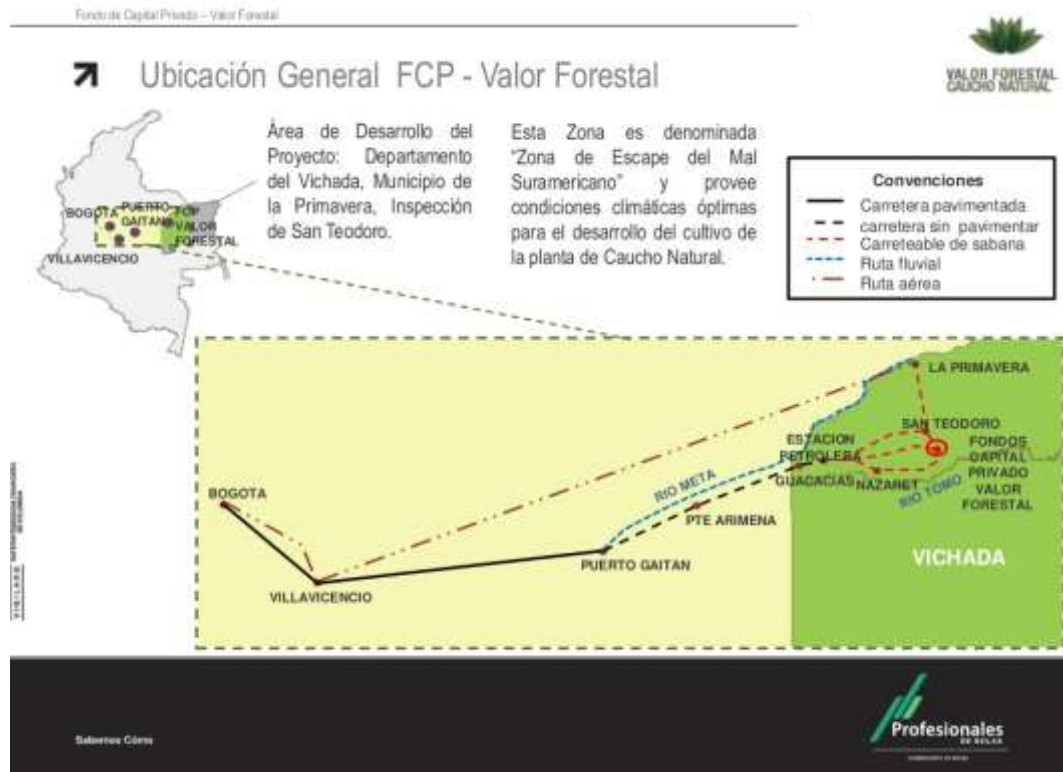 Fondo de Capital Privado – Valor Forestal
Ubicación General FCP - Valor Forestal
VALOR FORESTAL
CAUCHO NATURAL
Área de Desarrollo del
Proyecto: Departamento
del Vichada, Municipio de
la Primavera, Inspección
de San Teodoro.
Esta Zona es denominada
"Zona de Escape del Mal
Suramericano" y provee
condiciones climáticas óptimas
para el desarrollo del cultivo de
la planta de Caucho Natural.
Convenciones
Carretera pavimentada
carretera sin pavimentar
Carreteable de sabana
Ruta fluvial
Ruta aérea
BOGOTA
PUERTO
GAITAN
FCP
VALOR
FORESTAL
VILLAVICENCIO
LA PRIMAVERA
SAN TEODORO
ESTACION
PETROLERA
GUACACIAS
NAZARET
RIO TOMO
FONDOS
CAPITAL
PRIVADO
VALOR
FORESTAL
RIO META
PTE ARIMENA
BOGOTA
PUERTO GAITAN
VILLAVICENCIO
VICHADA
VIGILADO
Sabemos Cómo
Profesionales
DE BOLSA